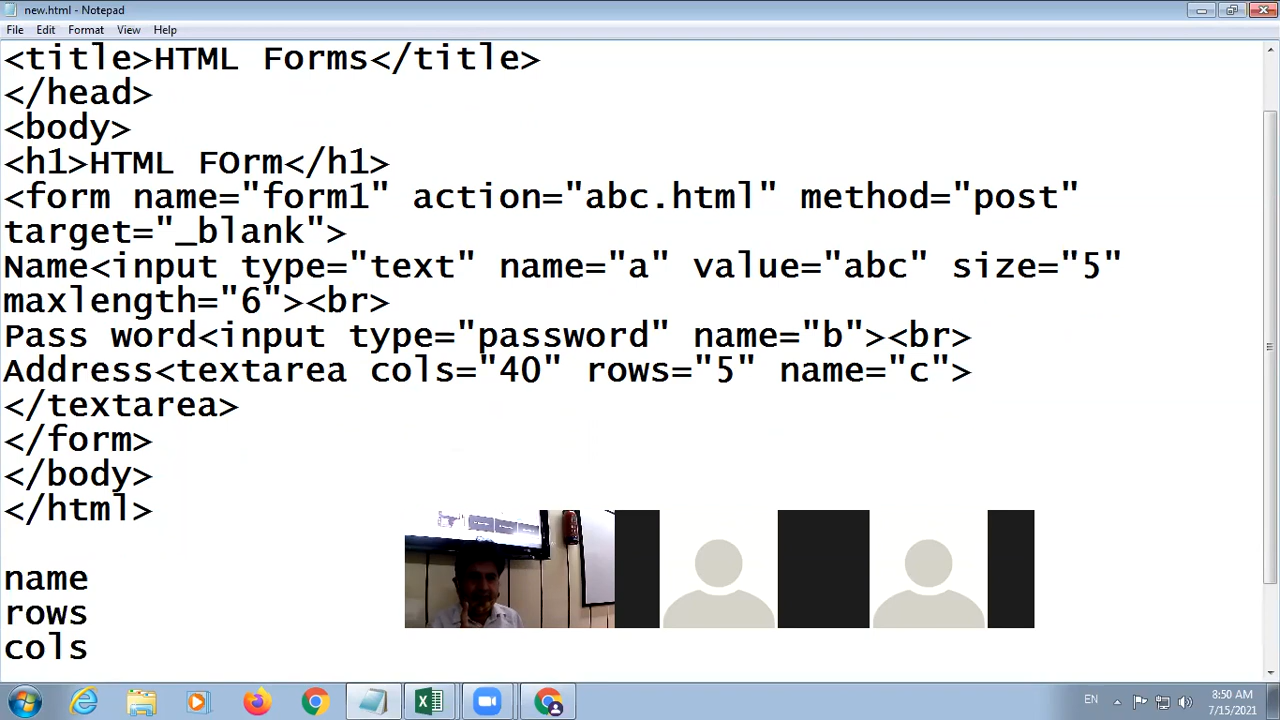 new.html - Notepad
File Edit Format View Help
<title>HTML Forms</title>
</head>
<body>
<h1>HTML FOrm</h1>
<form name="form1" action="abc.html" method="post"
target="_blank">
Name<input type="text" name="a" value="abc" size="5"
maxlength="6"><br>
Pass word<input type="password" name="b"><br>
Address<textarea cols="40" rows="5" name="c">
</textarea>
</form>
</body>
</html>
name
rows
cols
EN
8:50 AM
7/15/2021